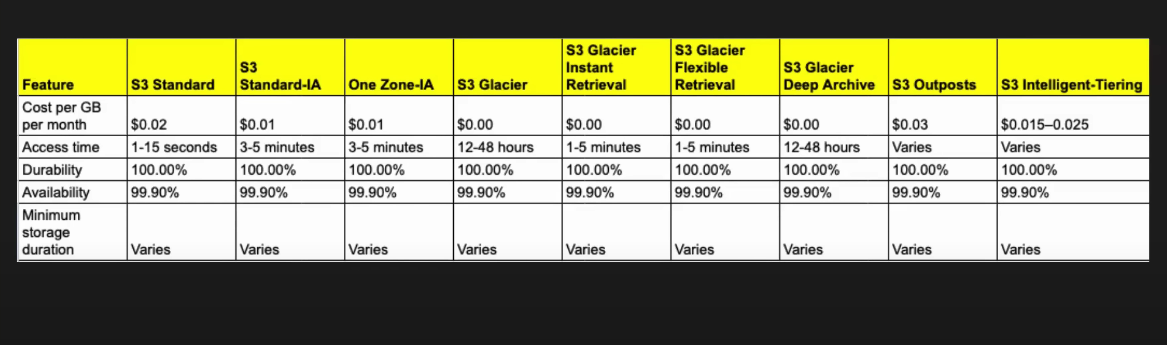 Feature S3 Standard S3 Standard-IA One Zone-IA S3 Glacier S3 Glacier Instant Retrieval S3 Glacier Flexible Retrieval S3 Glacier Deep Archive S3 Outposts S3 Intelligent-Tiering
Cost per GB per month $0.02 $0.01 $0.01 $0.00 $0.00 $0.00 $0.00 $0.03 $0.015–0.025
Access time 1-15 seconds 3-5 minutes 3-5 minutes 12-48 hours 1-5 minutes 1-5 minutes 12-48 hours Varies Varies
Durability 100.00% 100.00% 100.00% 100.00% 100.00% 100.00% 100.00% 100.00% 100.00%
Availability 99.90% 99.90% 99.90% 99.90% 99.90% 99.90% 99.90% 99.90% 99.90%
Minimum storage duration Varies Varies Varies Varies Varies Varies Varies Varies Varies